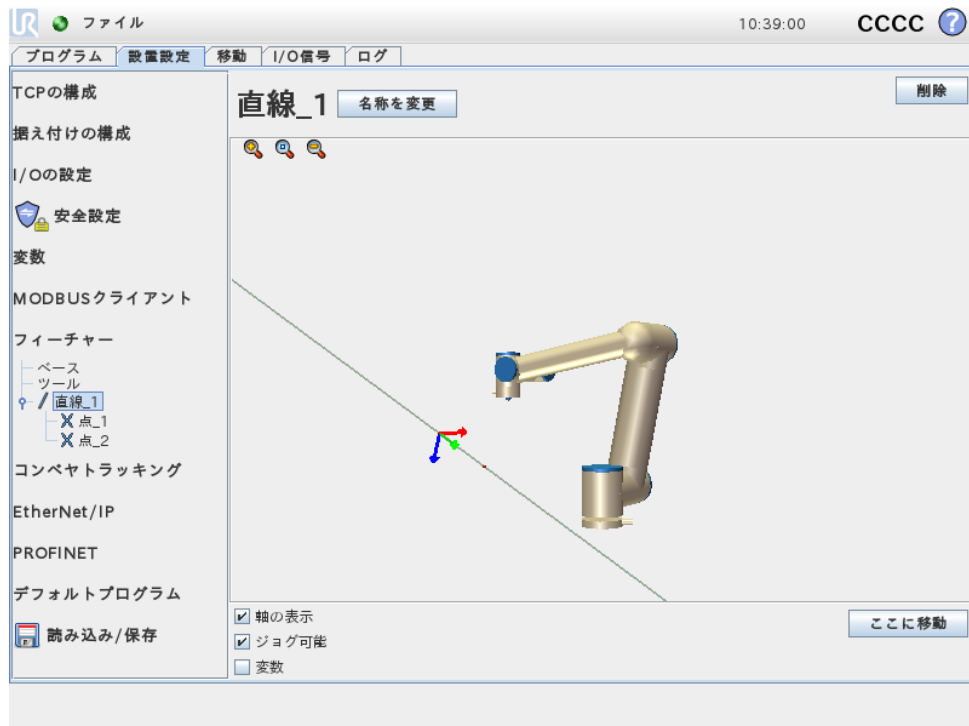 UR ファイル 10:39:00 CCCC ?
プログラム 設置設定 移動 I/O信号 ログ
TCPの構成
据え付けの構成
I/Oの設定
安全設定
変数
MODBUSクライアント
フィーチャー
ベース
ツール
直線_1
点_1
点_2
コンベヤトラッキング
EtherNet/IP
PROFINET
デフォルトプログラム
読み込み/保存
直線_1 名称を変更 削除
軸の表示
ジョグ可能
変数
ここに移動